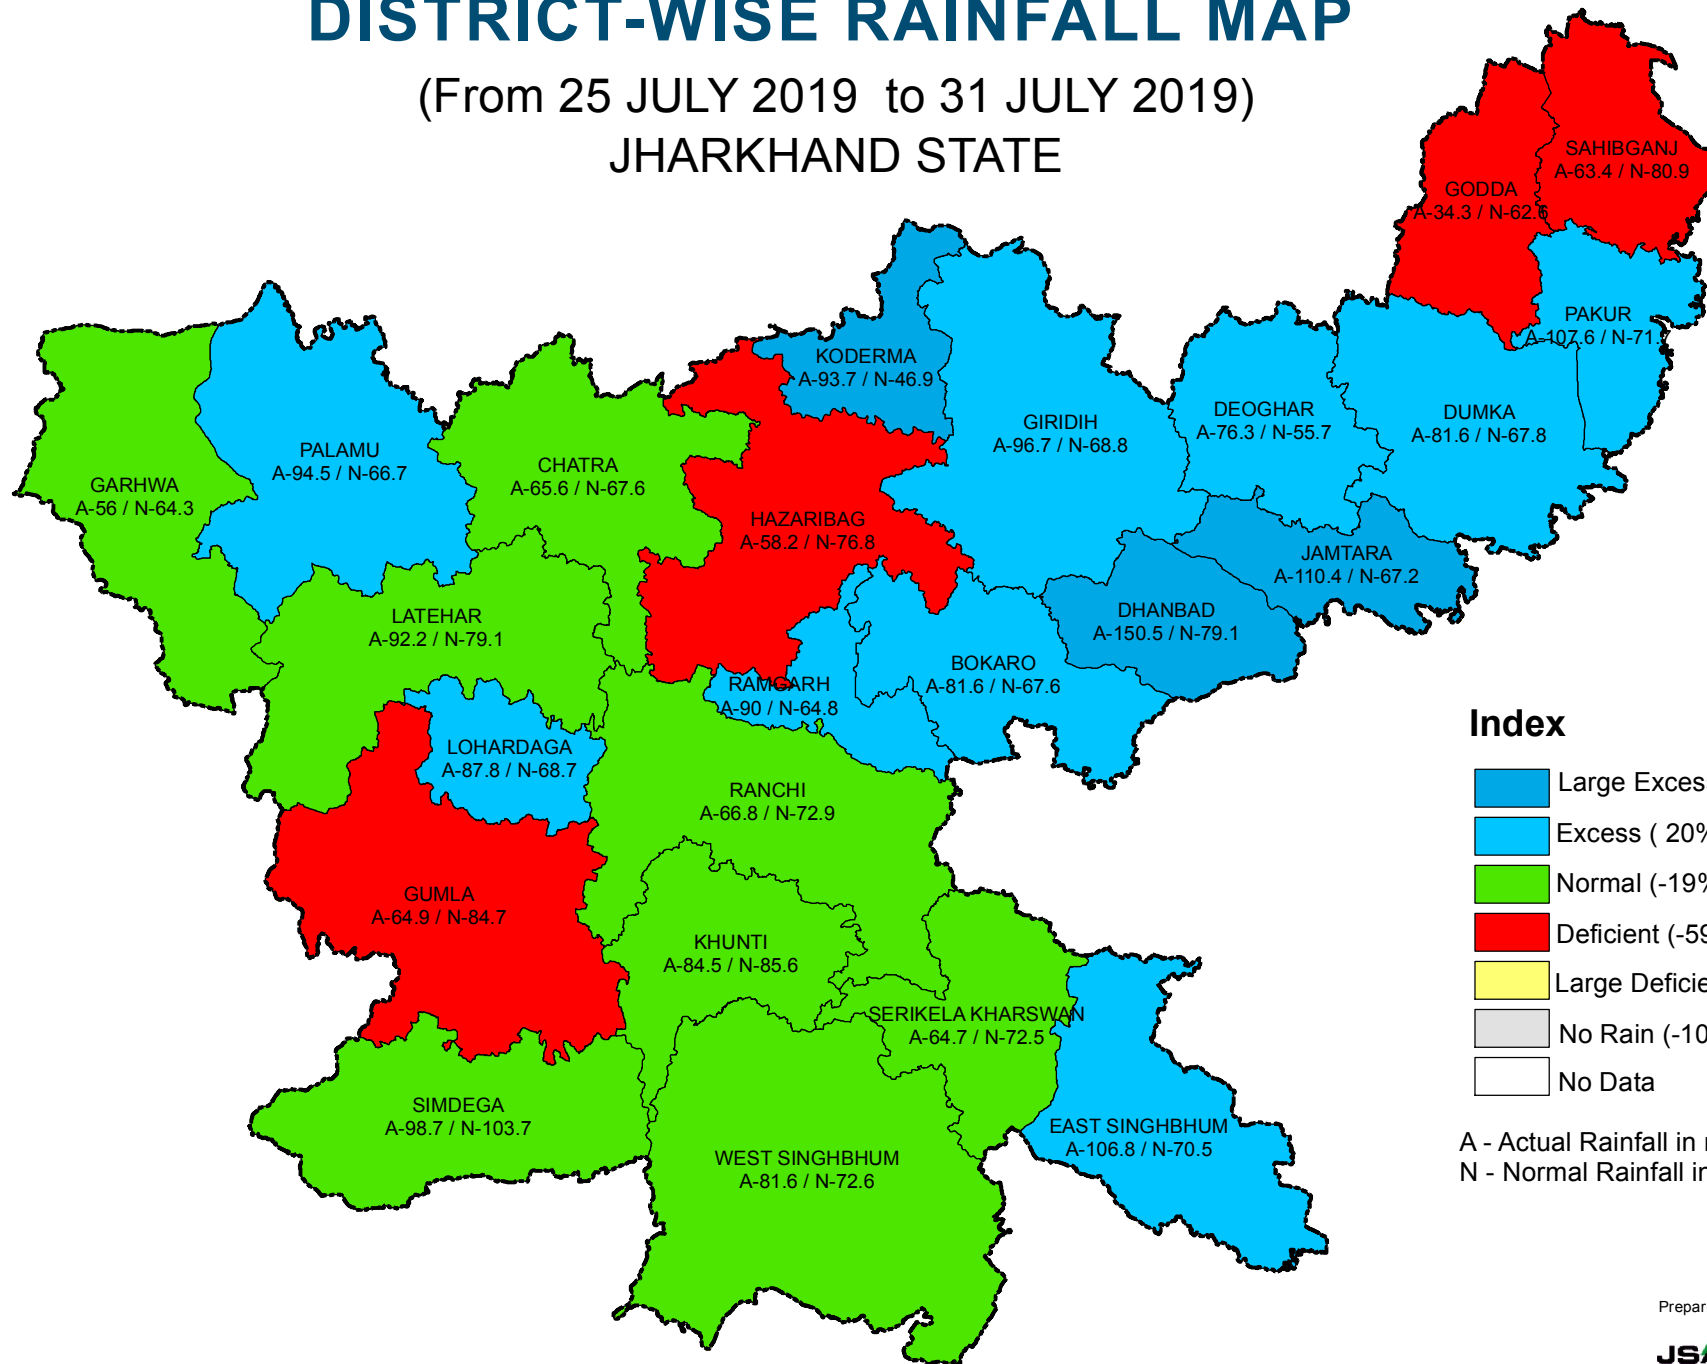 DISTRICT-WISE RAINFALL MAP
(From 25 JULY 2019 to 31 JULY 2019)
JHARKHAND STATE
SAHIBGANJ
A-63.4 / N-80.9
GODDA
A-34.3 / N-62.6
PAKUR
A-107.6 / N-71.7
KODERMA
A-93.7 / N-46.9
GIRIDIH
A-96.7 / N-68.8
DEOGHAR
A-76.3 / N-55.7
DUMKA
A-81.6 / N-67.8
PALAMU
A-94.5 / N-66.7
CHATRA
A-65.6 / N-67.6
GARHWA
A-56 / N-64.3
HAZARIBAG
A-58.2 / N-76.8
JAMTARA
A-110.4 / N-67.2
LATEHAR
A-92.2 / N-79.1
DHANBAD
A-150.5 / N-79.1
BOKARO
A-81.6 / N-67.6
RAMGARH
A-90 / N-64.8
LOHARDAGA
A-87.8 / N-68.7
RANCHI
A-66.8 / N-72.9
GUMLA
A-64.9 / N-84.7
KHUNTI
A-84.5 / N-85.6
SERIKELA KHARSWAN
A-64.7 / N-72.5
SIMDEGA
A-98.7 / N-103.7
EAST SINGHBHUM
A-106.8 / N-70.5
WEST SINGHBHUM
A-81.6 / N-72.6
Index
Large Exces
Excess ( 20%
Normal (-19%
Deficient (-59
Large Deficie
No Rain (-10
No Data
A - Actual Rainfall in
N - Normal Rainfall in
Prepar
JS